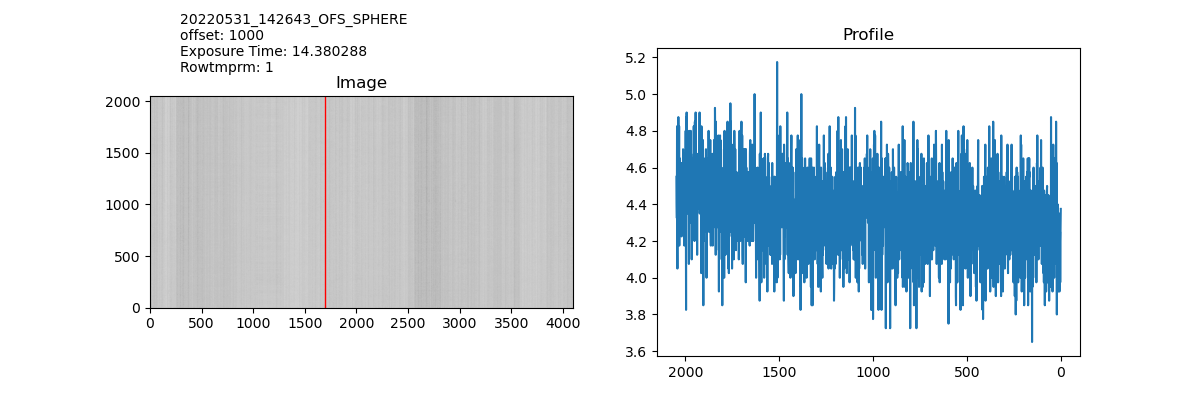 20220531_142643_OFS_SPHERE
offset: 1000
Exposure Time: 14.380288
Rowtmprm: 1
Image
2000
1500
1000
500
0
0 500 1000 1500 2000 2500 3000 3500 4000
Profile
5.2
5.0
4.8
4.6
4.4
4.2
4.0
3.8
3.6
2000 1500 1000 500 0